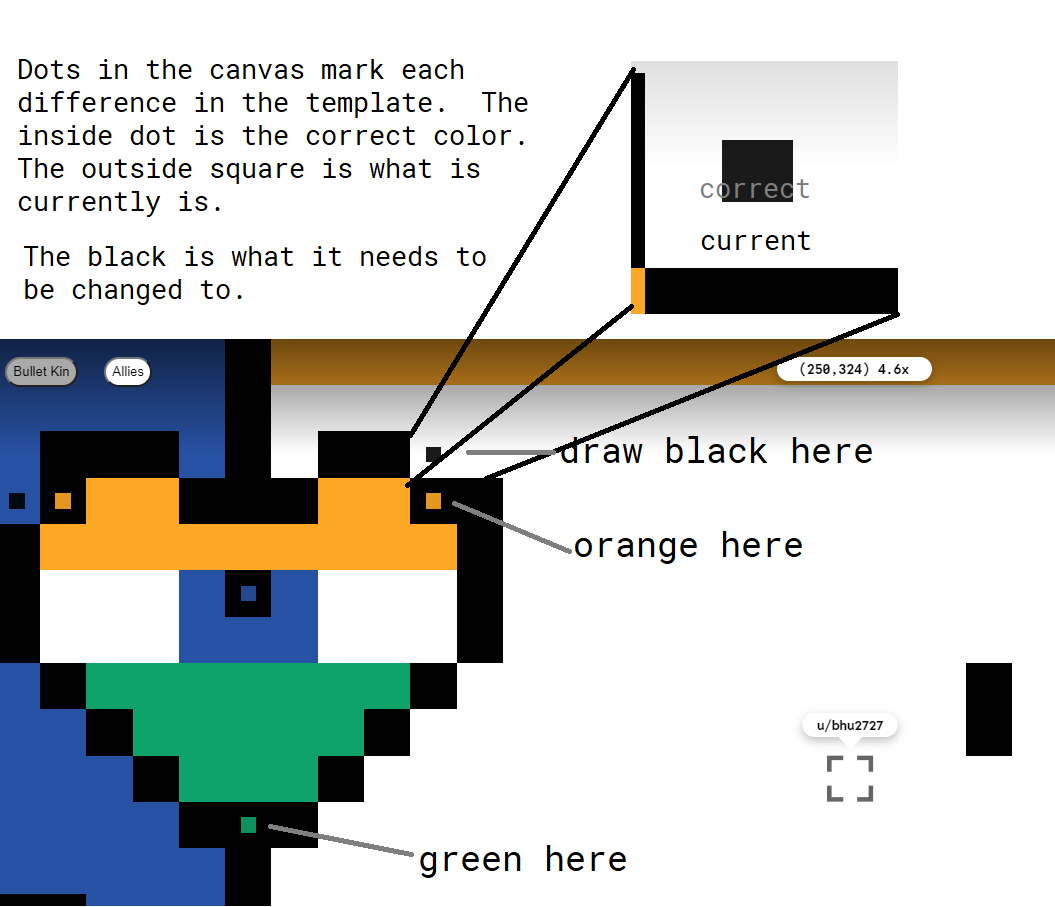 Dots in the canvas mark each
difference in the template.  The
inside dot is the correct color.
The outside square is what is
currently is.
The black is what it needs to
be changed to.
correct
current
Bullet Kin
Allies
(250,324) 4.6x
draw black here
orange here
u/bhu2727
green here